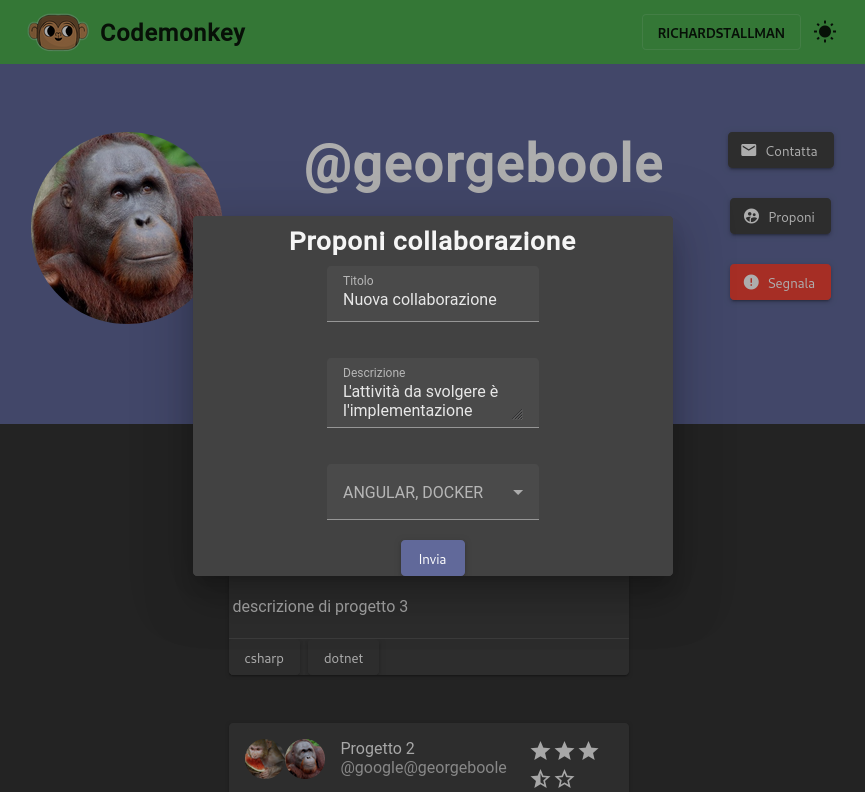 Codemonkey
RICHARDSTALLMAN
@georgeboole
Contatta
Proponi
Segnala
Proponi collaborazione
Titolo
Nuova collaborazione
Descrizione
L'attività da svolgere è
l'implementazione
ANGULAR, DOCKER
Invia
descrizione di progetto 3
csharp
dotnet
Progetto 2
@google@georgeboole